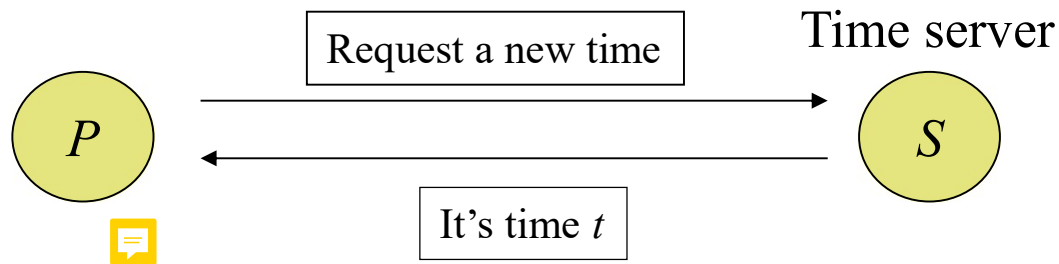 Time server
Request a new time
P
S
It’s time t